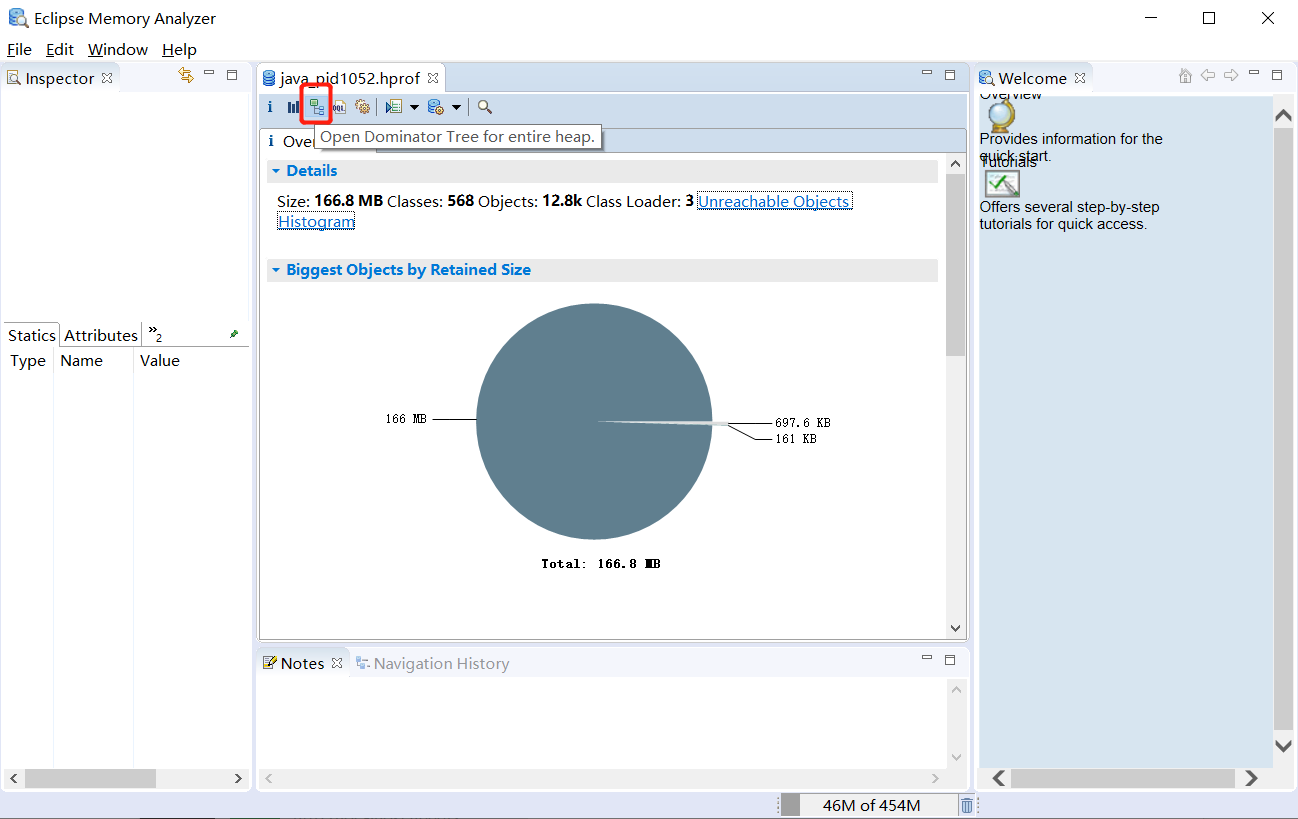 Eclipse Memory Analyzer
File Edit Window Help
Inspector
Statics Attributes »2
Type Name Value
java_pid1052.hprof
i OQL
Open Dominator Tree for entire heap.
i Over
Details
Size: 166.8 MB Classes: 568 Objects: 12.8k Class Loader: 3 Unreachable Objects
Histogram
Biggest Objects by Retained Size
166 MB
697.6 KB
161 KB
Total: 166.8 MB
Notes Navigation History
Welcome
Overview
Provides information for the
quick start.
Tutorials
Offers several step-by-step
tutorials for quick access.
46M of 454M